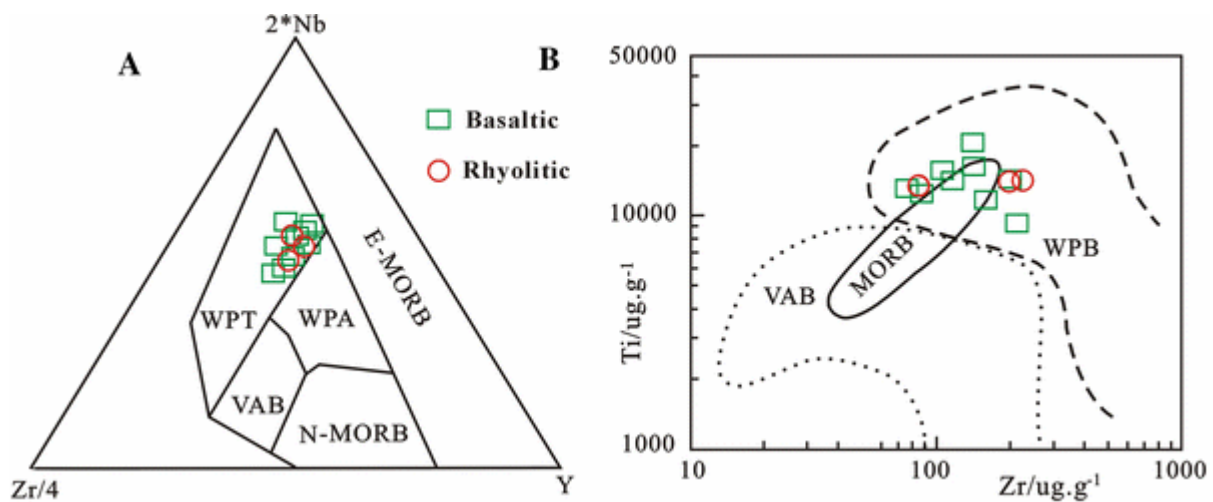 A
2*Nb
Basaltic
Rhyolitic
E-MORB
WPT
WPA
VAB
N-MORB
Zr/4
Y
B
50000
10000
1000
Ti/ug.g-1
VAB
MORB
WPB
10
100
1000
Zr/ug.g-1